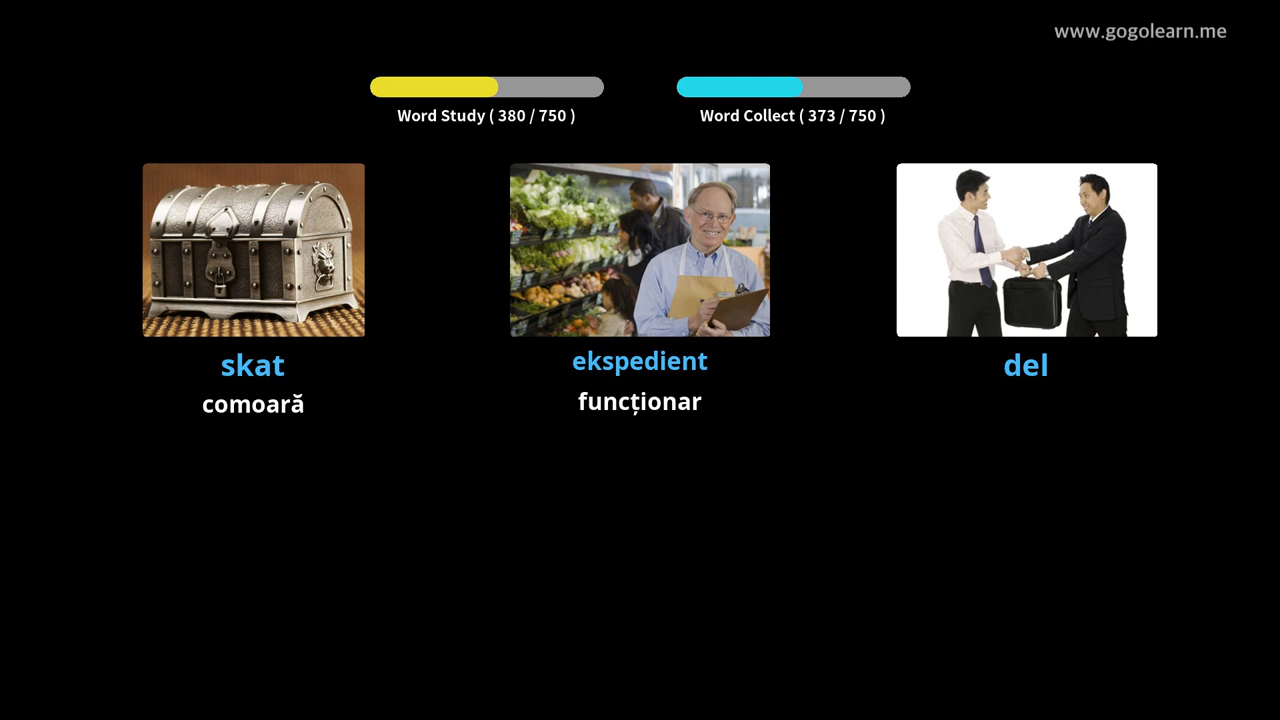 www.gogolearn.me
Word Study ( 380 / 750 )
Word Collect ( 373 / 750 )
skat
ekspedient
del
comoară
funcționar